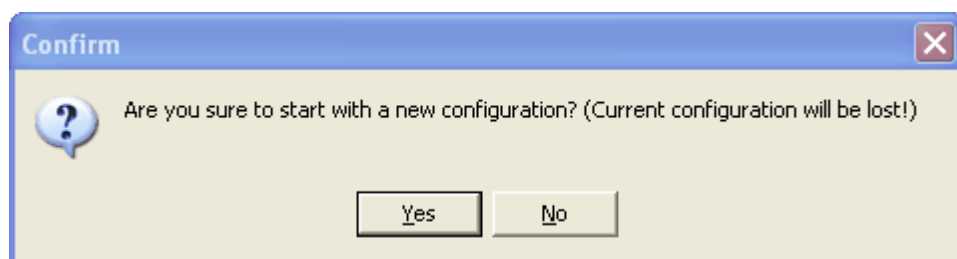 Confirm
Are you sure to start with a new configuration? (Current configuration will be lost!)
Yes
No